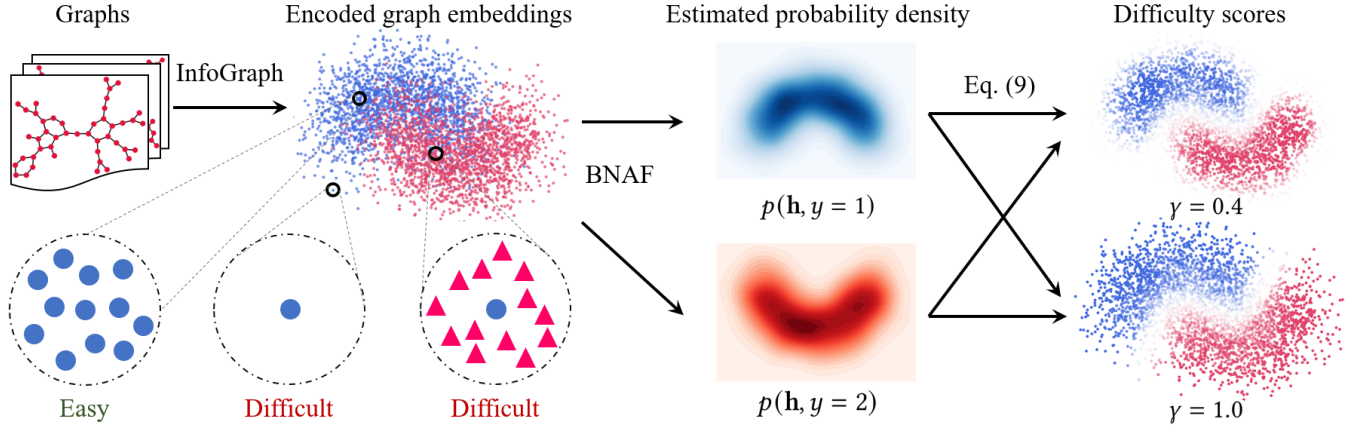 Graphs
Encoded graph embeddings
Estimated probability density
Difficulty scores
InfoGraph
Eq. (9)
BNAF
p(h, y = 1)
γ = 0.4
Easy
Difficult
Difficult
p(h, y = 2)
γ = 1.0